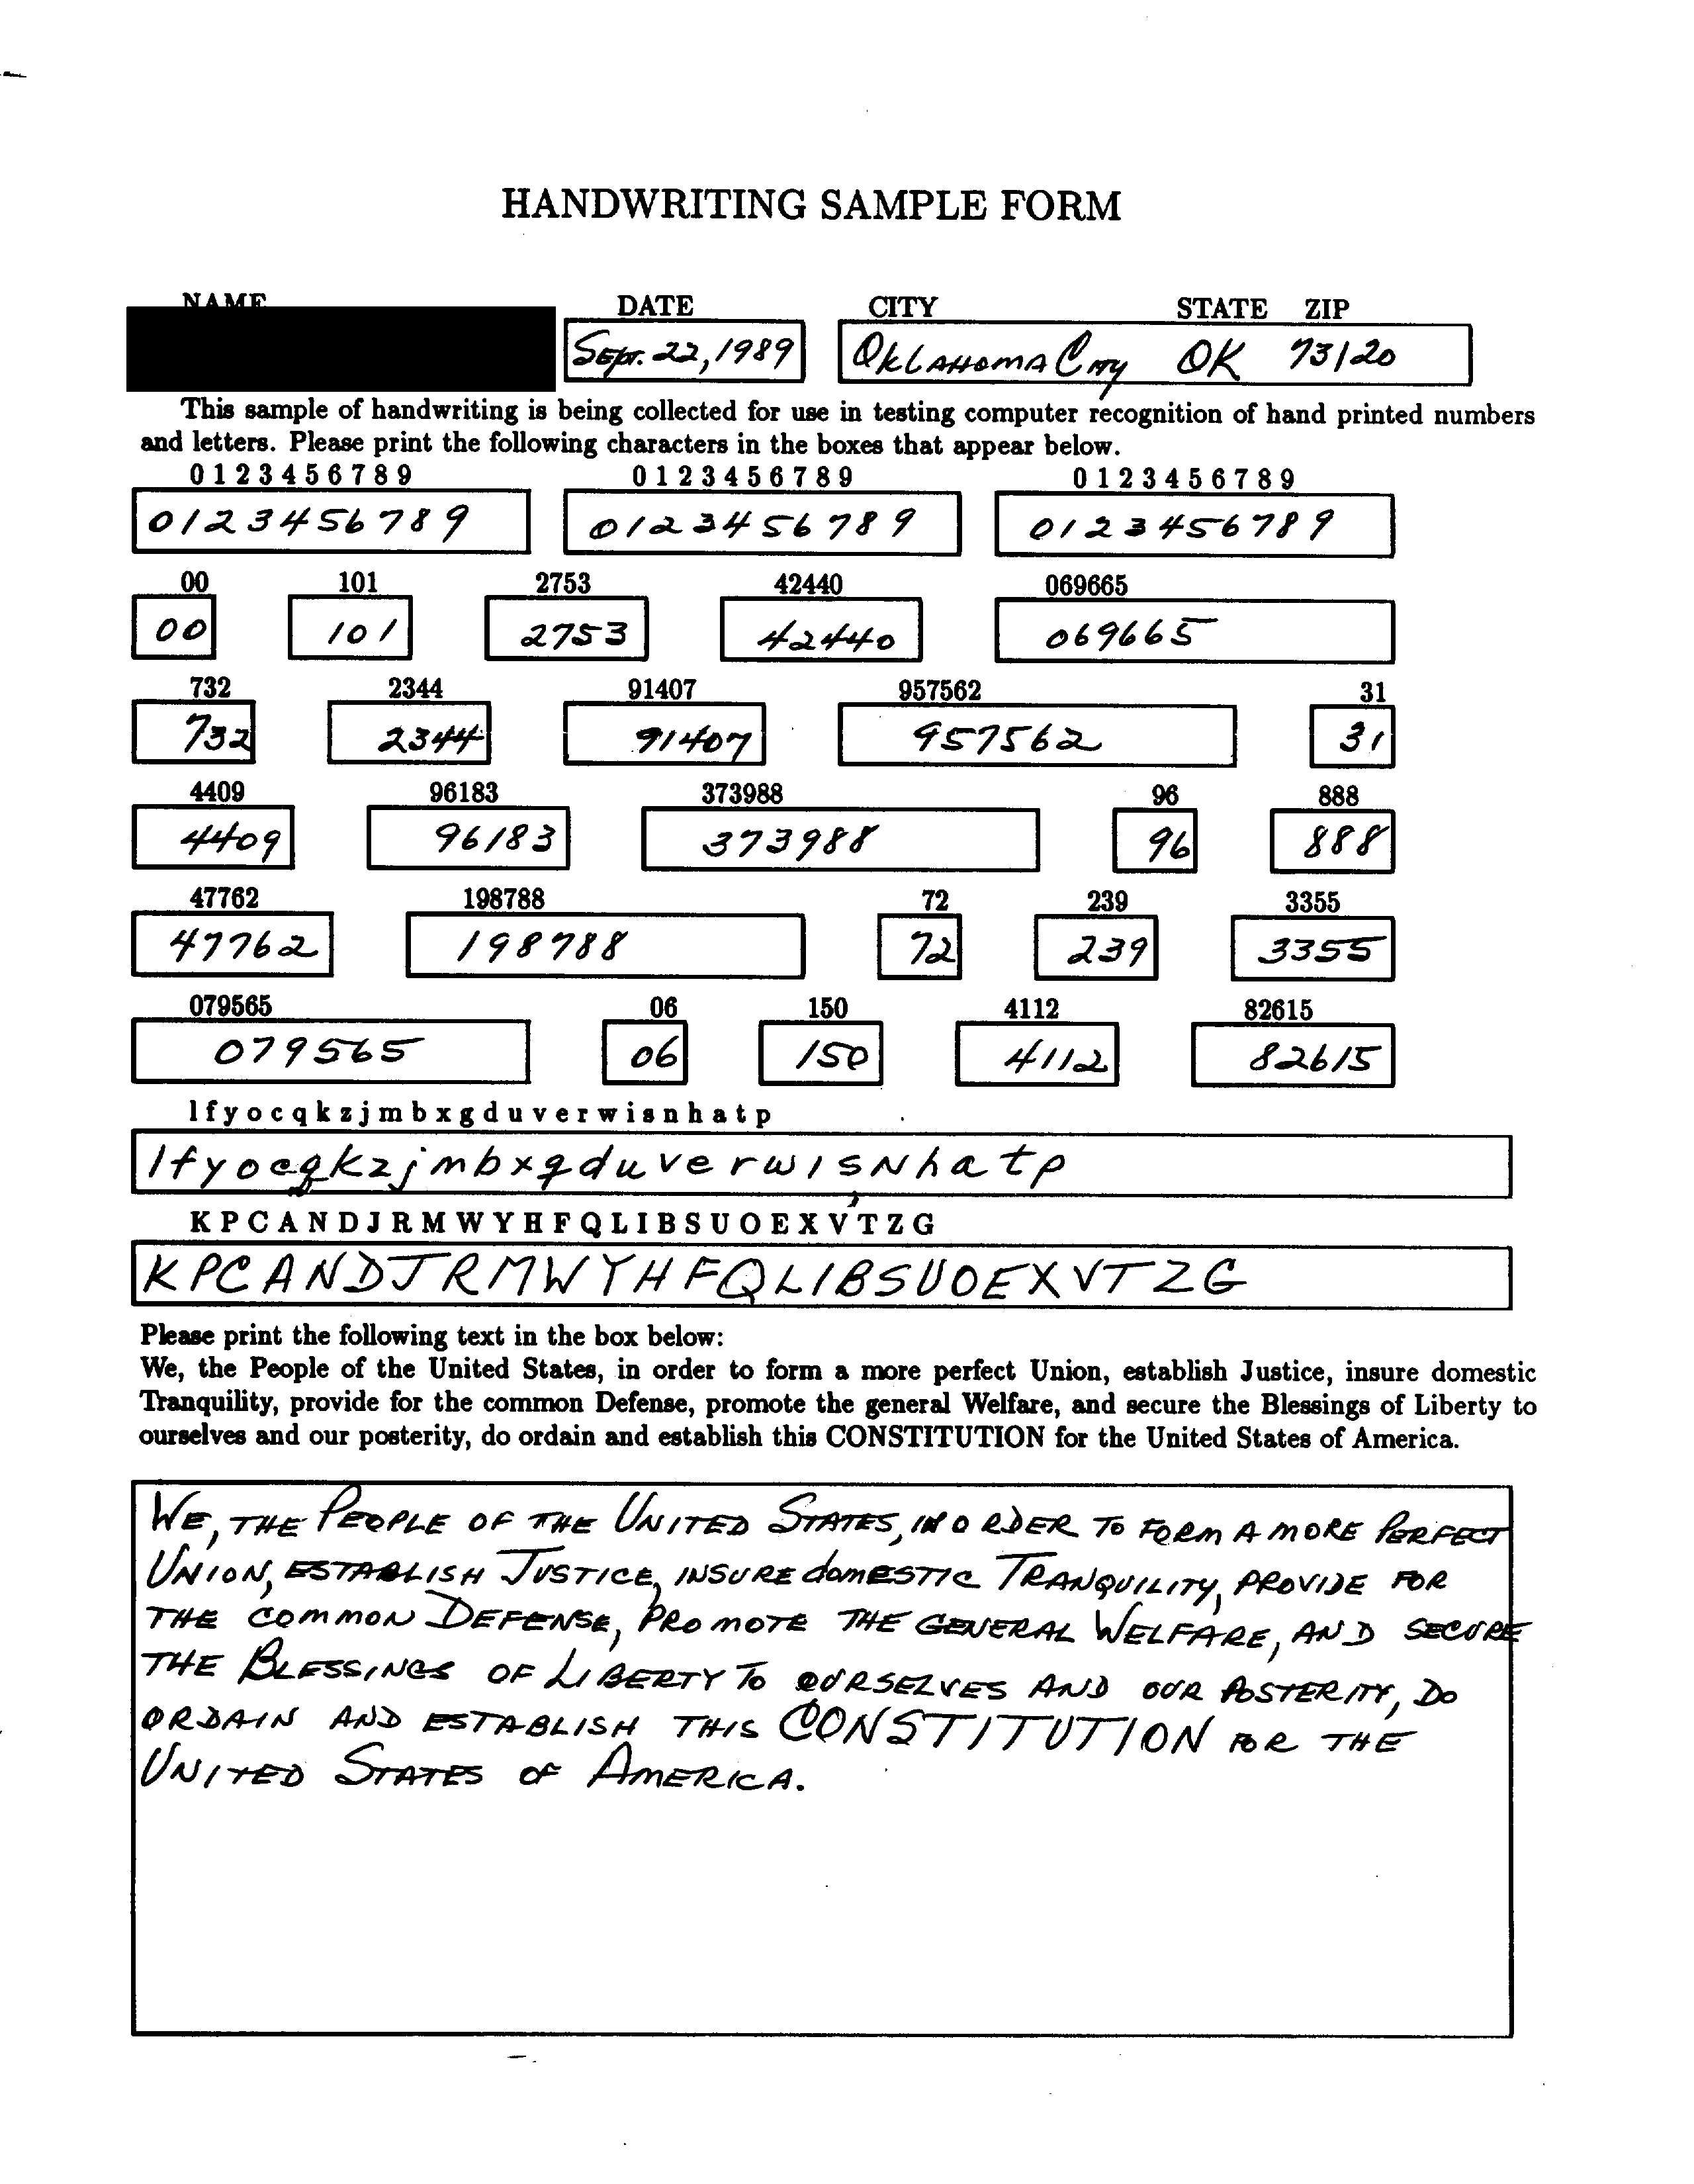 HANDWRITING SAMPLE FORM
NAME DATE CITY STATE ZIP
Sept. 22, 1989 OKLAHOMA CITY OK 73120
This sample of handwriting is being collected for use in testing computer recognition of hand printed numbers
and letters. Please print the following characters in the boxes that appear below.
0 1 2 3 4 5 6 7 8 9 0 1 2 3 4 5 6 7 8 9 0 1 2 3 4 5 6 7 8 9
0123456789 0123456789 0123456789
00 101 2753 42440 069665
00 101 2753 42440 069665
732 2344 91407 957562 31
732 2344 91407 957562 31
4409 96183 373988 96 888
4409 96183 373988 96 888
47762 198788 72 239 3355
47762 198788 72 239 3355
079565 06 150 4112 82615
079565 06 150 4112 82615
l f y o c q k z j m b x g d u v e r w i s n h a t p
l f y o c q k z j m b x g d u v e r w i s N h a t p
K P C A N D J R M W Y H F Q L I B S U O E X V T Z G
K P C A N D J R M W Y H F Q L I B S U O E X V T Z G
Please print the following text in the box below:
We, the People of the United States, in order to form a more perfect Union, establish Justice, insure domestic
Tranquility, provide for the common Defense, promote the general Welfare, and secure the Blessings of Liberty to
ourselves and our posterity, do ordain and establish this CONSTITUTION for the United States of America.
WE, THE PEOPLE OF THE UNITED STATES, IN ORDER TO FORM A MORE PERFECT
UNION, ESTABLISH JUSTICE, INSURE domESTIC TRANQUILITY, PROVIDE FOR
THE COMMON DEFENSE, PROMOTE THE GENERAL WELFARE, AND SECURE
THE BLESSINGS OF LIBERTY TO OURSELVES AND OUR POSTERITY, DO
ORDAIN AND ESTABLISH THIS CONSTITUTION FOR THE
UNITED STATES OF AMERICA.